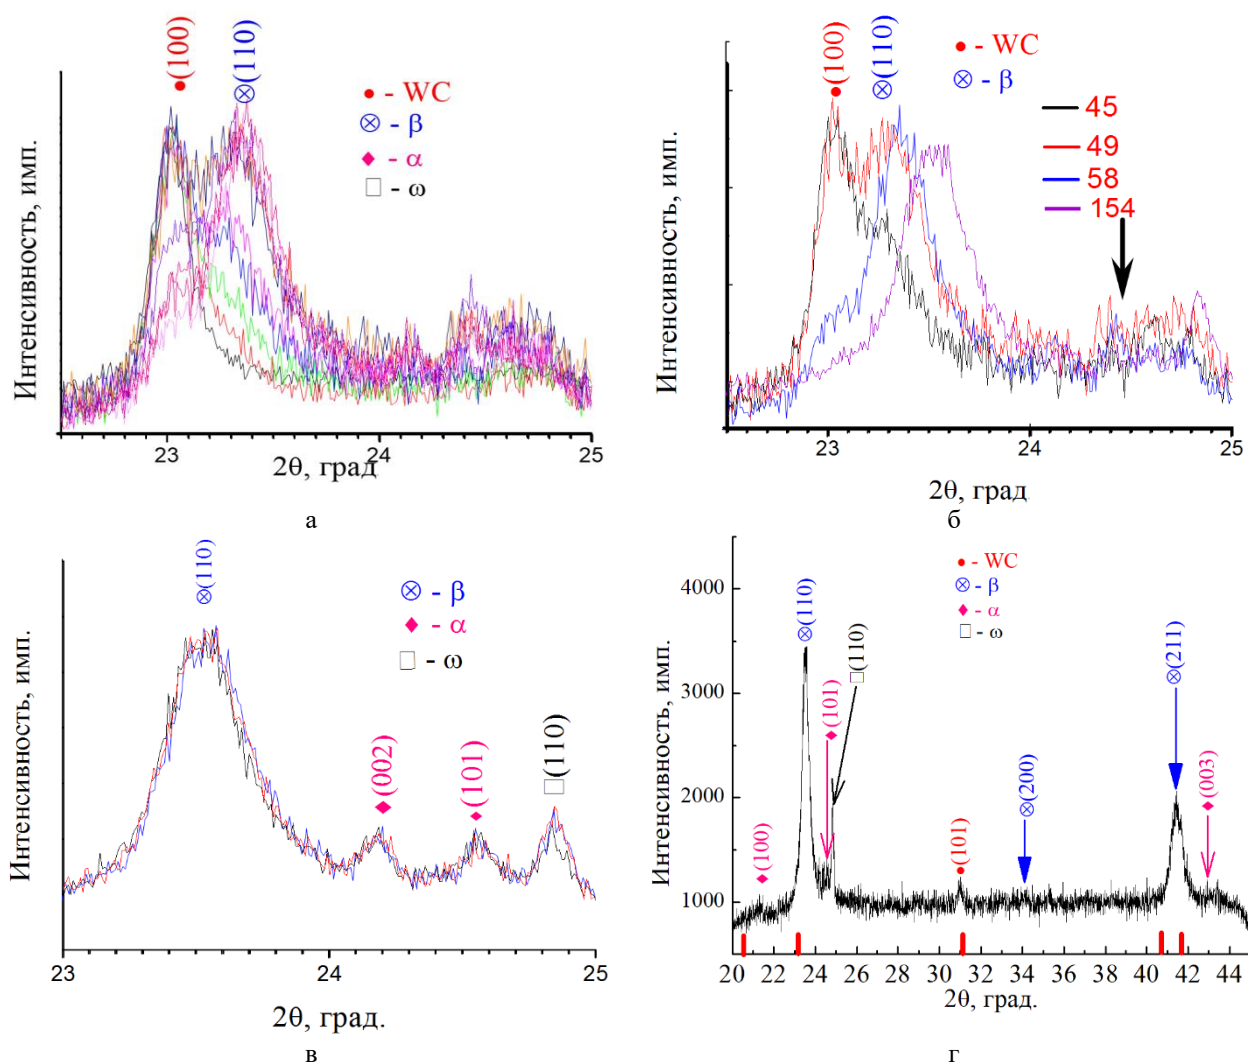 (100)
(110)
● - WC
⊗ - β
◆ - α
□ - ω
Интенсивность, имп.
23
24
25
2θ, град
а
(100)
(110)
● - WC
⊗ - β
45
49
58
154
Интенсивность, имп.
23
24
25
2θ, град
б
⊗(110)
⊗ - β
◆ - α
□ - ω
◆(002)
◆(101)
□(110)
Интенсивность, имп.
23
24
25
2θ, град.
в
● - WC
⊗ - β
◆ - α
□ - ω
4000
3000
2000
1000
Интенсивность, имп.
◆(100)
⊗(110)
◆(101)
□(110)
●(101)
⊗(200)
⊗(211)
◆(003)
20 22 24 26 28 30 32 34 36 38 40 42 44
2θ, град.
г